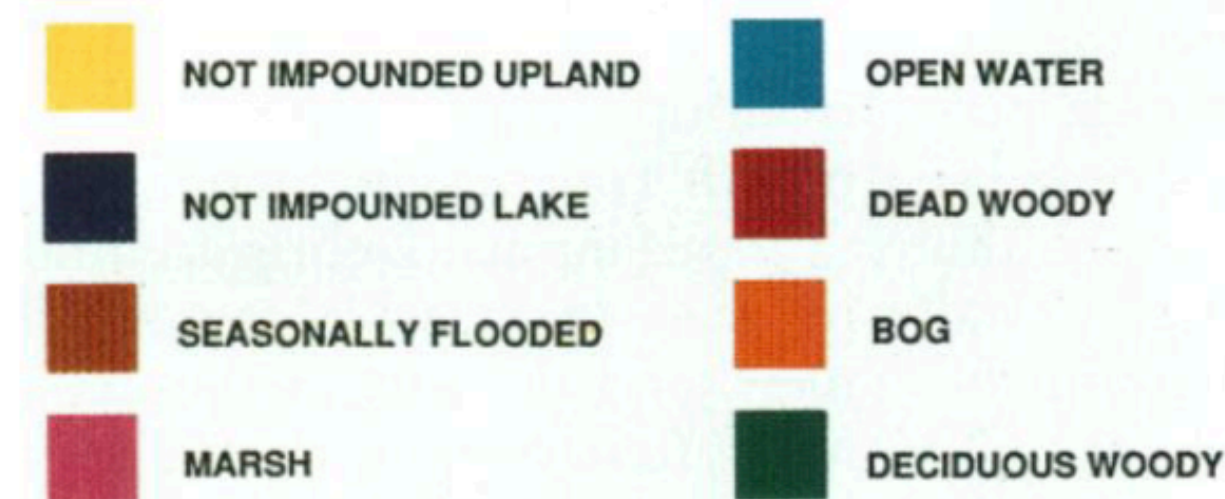 NOT IMPOUNDED UPLAND
OPEN WATER
NOT IMPOUNDED LAKE
DEAD WOODY
SEASONALLY FLOODED
BOG
MARSH
DECIDUOUS WOODY